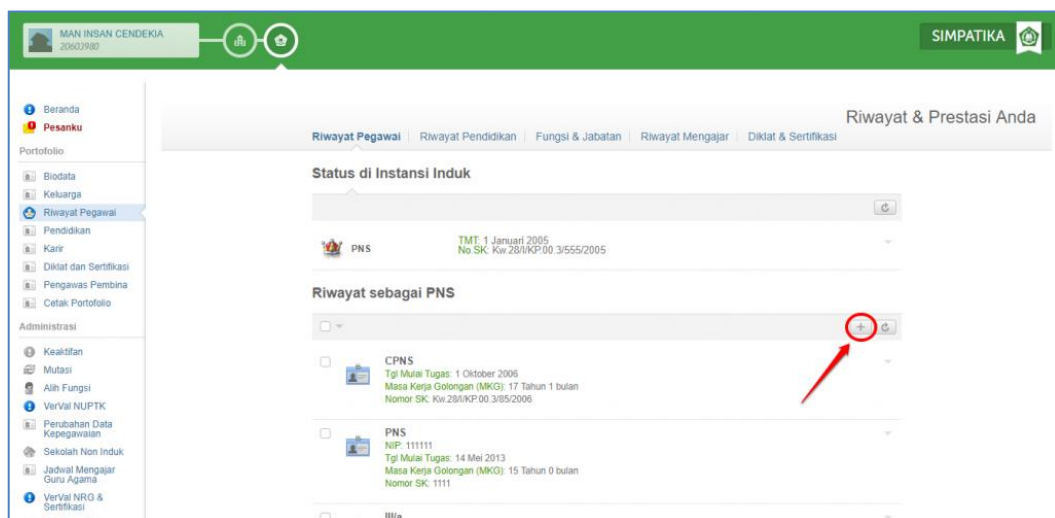 MAN INSAN CENDEKIA
20603980
SIMPATIKA
Beranda
Pesanku
Portofolio
Biodata
Keluarga
Riwayat Pegawai
Pendidikan
Karir
Diklat dan Sertifikasi
Pengawas Pembina
Cetak Portofolio
Administrasi
Keaktifan
Mutasi
Alih Fungsi
VerVal NUPTK
Perubahan Data
Kepegawaian
Sekolah Non Induk
Jadwal Mengajar
Guru Agama
VerVal NRG &
Sertifikasi
Riwayat & Prestasi Anda
Riwayat Pegawai Riwayat Pendidikan Fungsi & Jabatan Riwayat Mengajar Diklat & Sertifikasi
Status di Instansi Induk
PNS
TMT: 1 Januari 2005
No.SK: Kw.28/I/KP.00.3/555/2005
Riwayat sebagai PNS
CPNS
Tgl Mulai Tugas: 1 Oktober 2006
Masa Kerja Golongan (MKG): 17 Tahun 1 bulan
Nomor SK: Kw.28/I/KP.00.3/85/2006
PNS
NIP: 111111
Tgl Mulai Tugas: 14 Mei 2013
Masa Kerja Golongan (MKG): 15 Tahun 0 bulan
Nomor SK: 1111
III/a